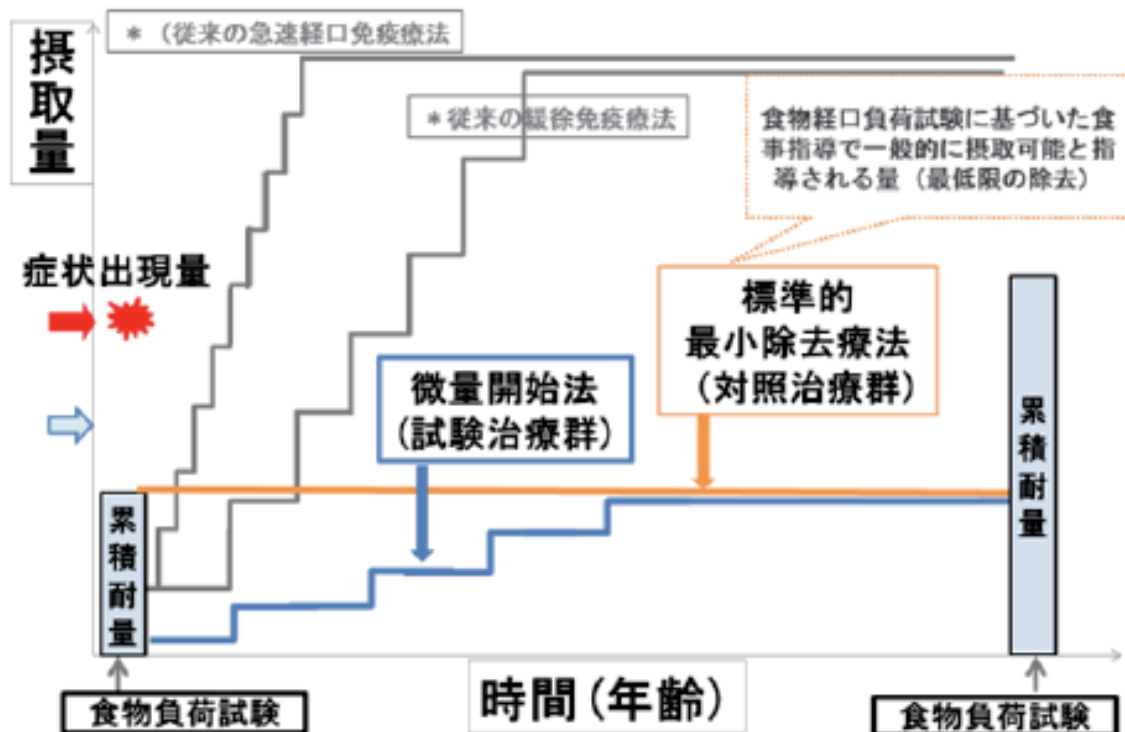 摂取量
＊（従来の急速経口免疫療法
＊従来の緩徐免疫療法
食物経口負荷試験に基づいた食
事指導で一般的に摂取可能と指
導される量（最低限の除去）
症状出現量
標準的
最小除去療法
（対照治療群）
微量開始法
(試験治療群)
累積耐量
累積耐量
時間(年齢)
食物負荷試験
食物負荷試験